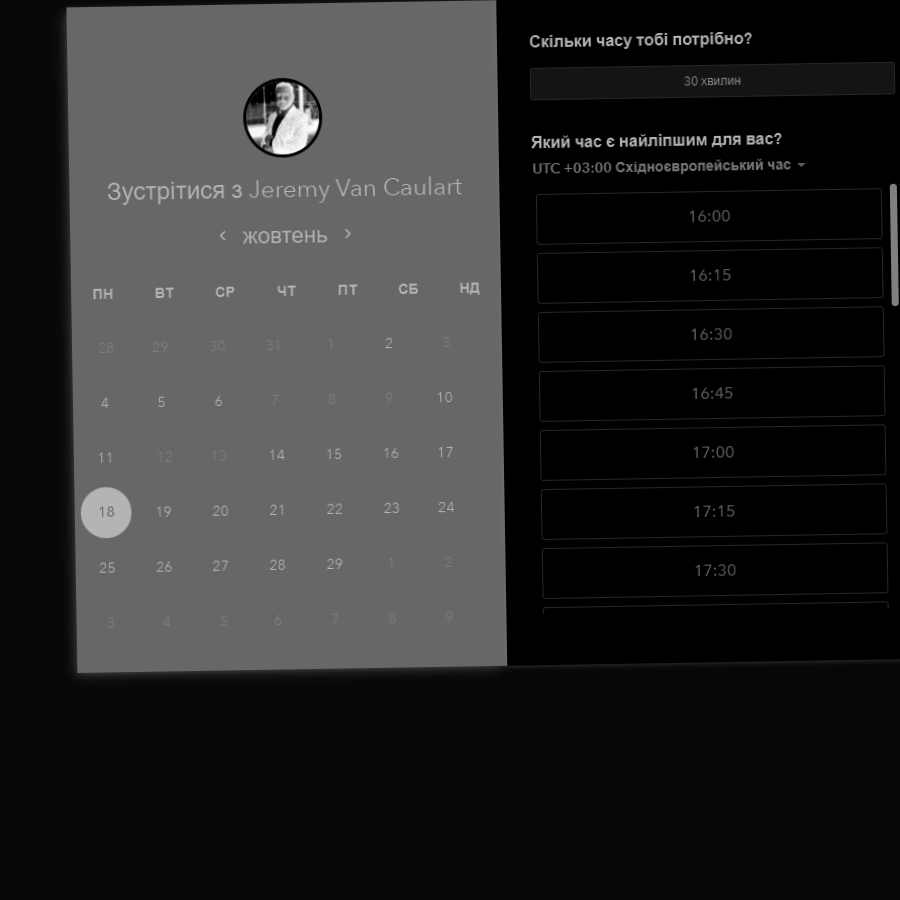 Зустрітися з Jeremy Van Caulart
жовтень
ПН ВТ СР ЧТ ПТ СБ НД
28 29 30 31 1 2 3
4 5 6 7 8 9 10
11 12 13 14 15 16 17
18 19 20 21 22 23 24
25 26 27 28 29 1 2
3 4 5 6 7 8 9
Скільки часу тобі потрібно?
30 хвилин
Який час є найліпшим для вас?
UTC +03:00 Східноєвропейський час
16:00
16:15
16:30
16:45
17:00
17:15
17:30